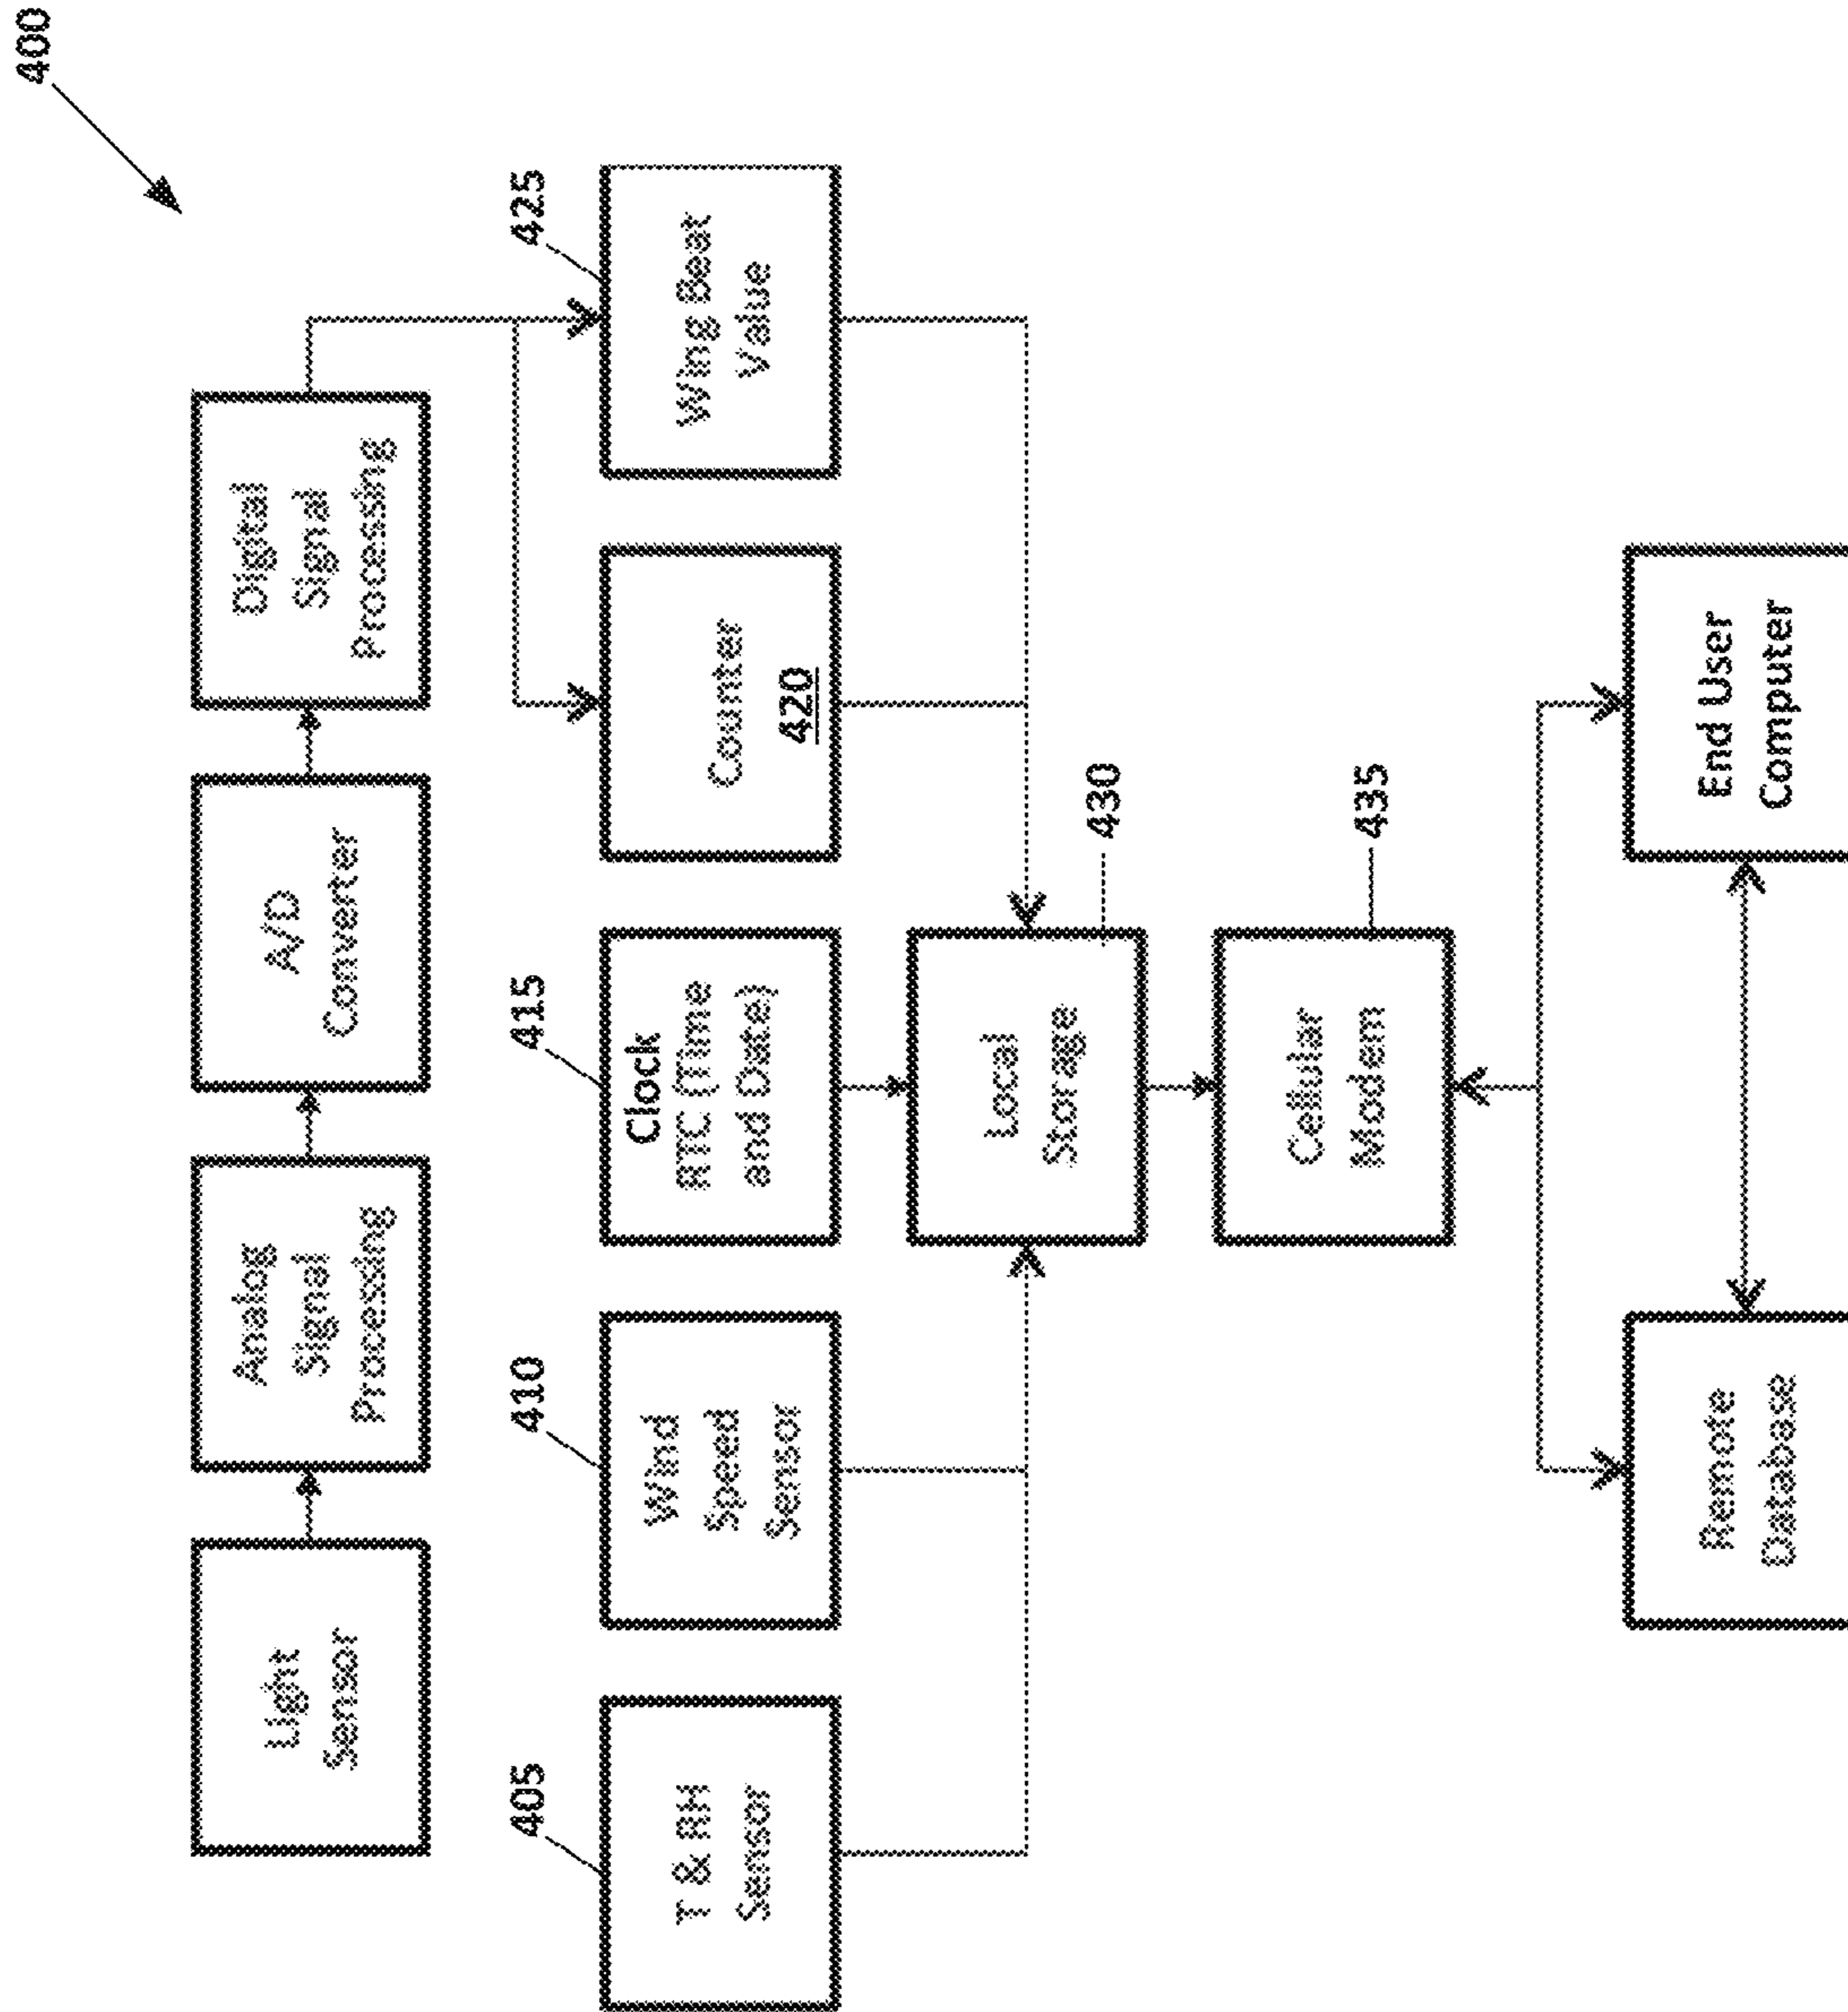 400
Light
Sensor
Analog
Signal
Processing
A/D
Converter
Digital
Signal
Processing
405
T & RH
Sensor
410
Wind
Speed
Sensor
415
Clock
RTC (Time
and Date)
Counter
420
425
Wing Beat
Value
Local
Storage
430
Cellular
Modem
435
Remote
Database
End User
Computer